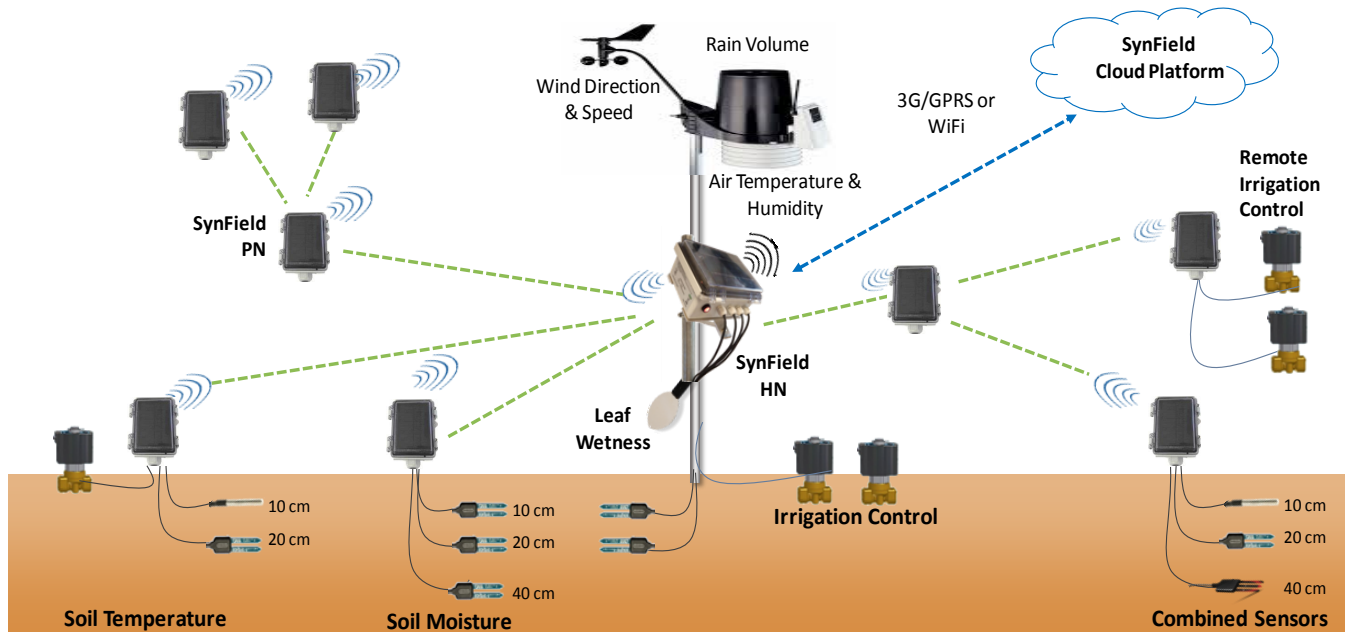 Rain Volume
SynField
Cloud Platform
Wind Direction
& Speed
3G/GPRS or
WiFi
Air Temperature &
Humidity
Remote
Irrigation
Control
SynField
PN
SynField
HN
Leaf
Wetness
10 cm
20 cm
10 cm
20 cm
40 cm
Irrigation Control
10 cm
20 cm
40 cm
Soil Temperature
Soil Moisture
Combined Sensors